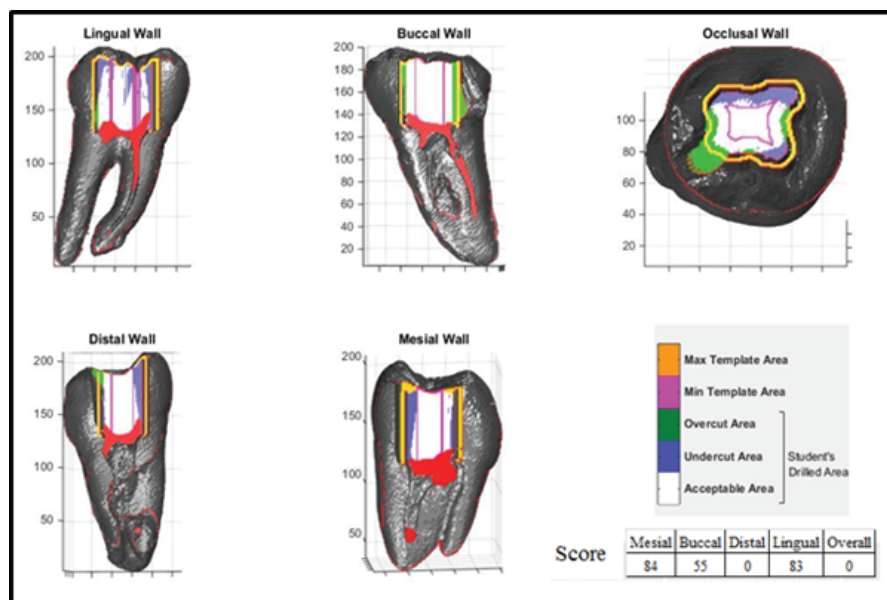 Lingual Wall
200
150
100
50
Buccal Wall
200
180
160
140
120
100
80
60
40
20
Occlusal Wall
100
80
60
40
20
Distal Wall
200
150
100
50
Mesial Wall
200
150
100
50
Max Template Area
Min Template Area
Overcut Area
Undercut Area
Acceptable Area
Student's
Drilled Area
Score
Mesial Buccal Distal Lingual Overall
84 55 0 83 0